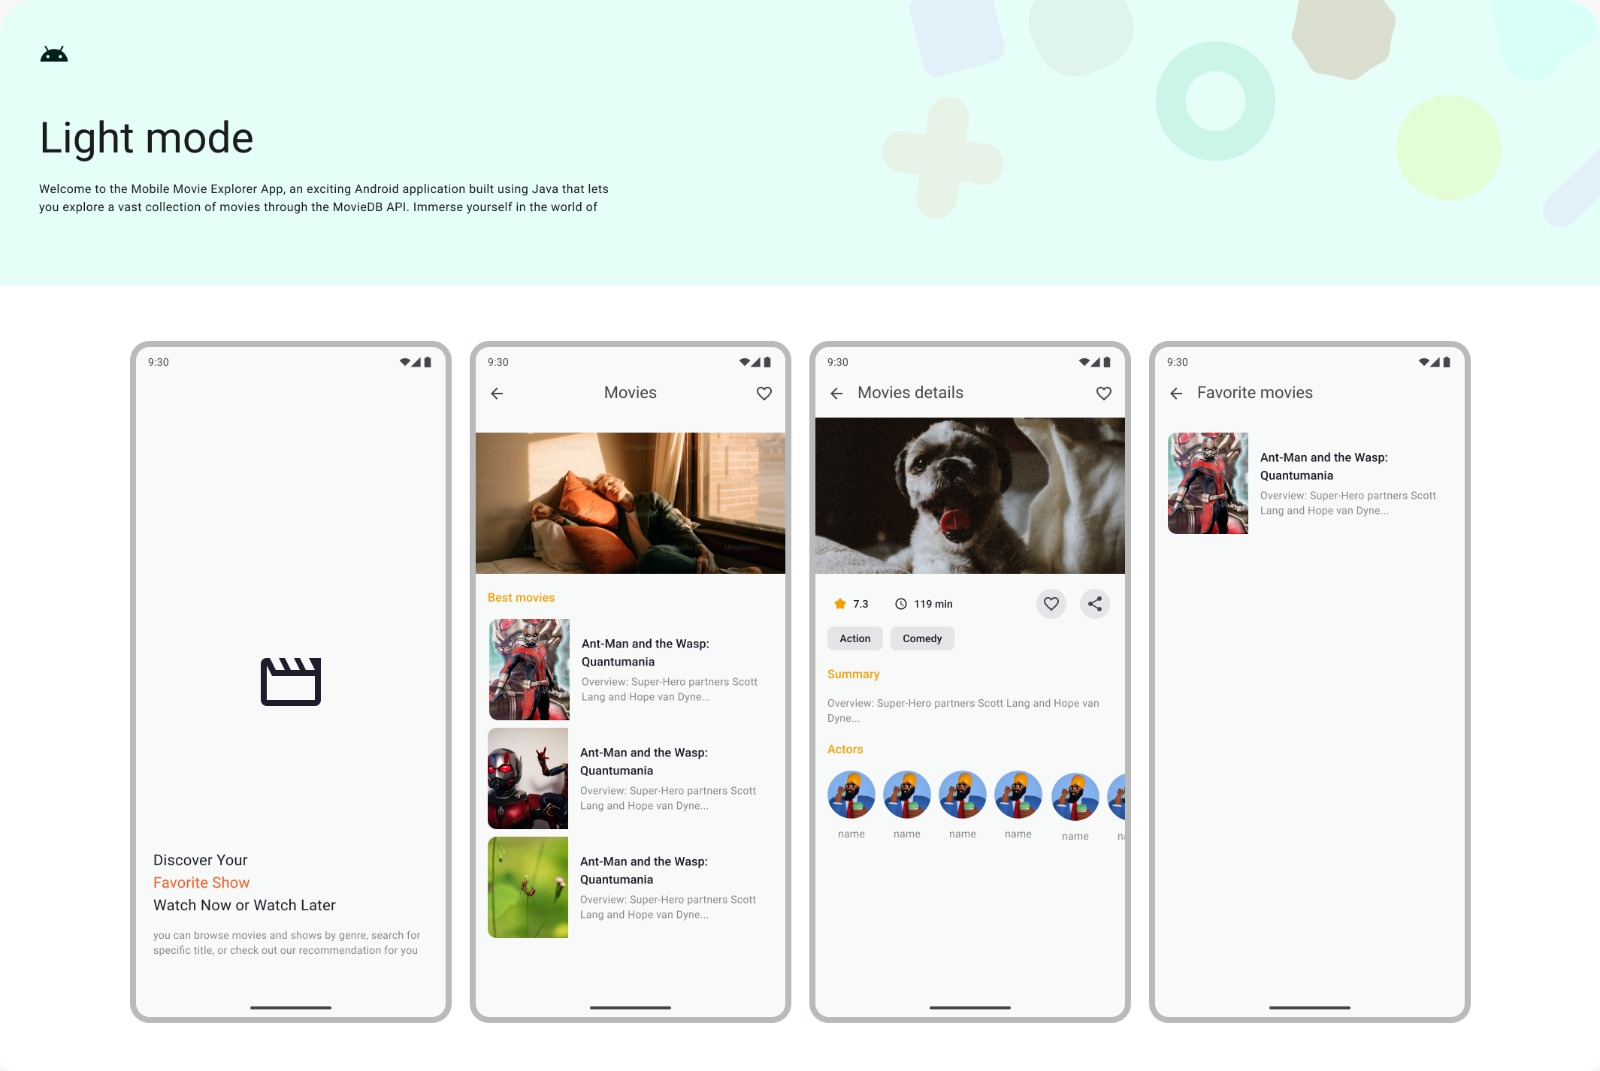 Light mode
Welcome to the Mobile Movie Explorer App, an exciting Android application built using Java that lets
you explore a vast collection of movies through the MovieDB API. Immerse yourself in the world of
9:30
Discover Your
Favorite Show
Watch Now or Watch Later
you can browse movies and shows by genre, search for
specific title, or check out our recommendation for you
9:30
Movies
Unsplash+
Best movies
Ant-Man and the Wasp:
Quantumania
Overview: Super-Hero partners Scott
Lang and Hope van Dyne...
Ant-Man and the Wasp:
Quantumania
Overview: Super-Hero partners Scott
Lang and Hope van Dyne...
Ant-Man and the Wasp:
Quantumania
Overview: Super-Hero partners Scott
Lang and Hope van Dyne...
9:30
Movies details
7.3 119 min
Action Comedy
Summary
Overview: Super-Hero partners Scott Lang and Hope van
Dyne...
Actors
name name name name name
9:30
Favorite movies
Ant-Man and the Wasp:
Quantumania
Overview: Super-Hero partners Scott
Lang and Hope van Dyne...